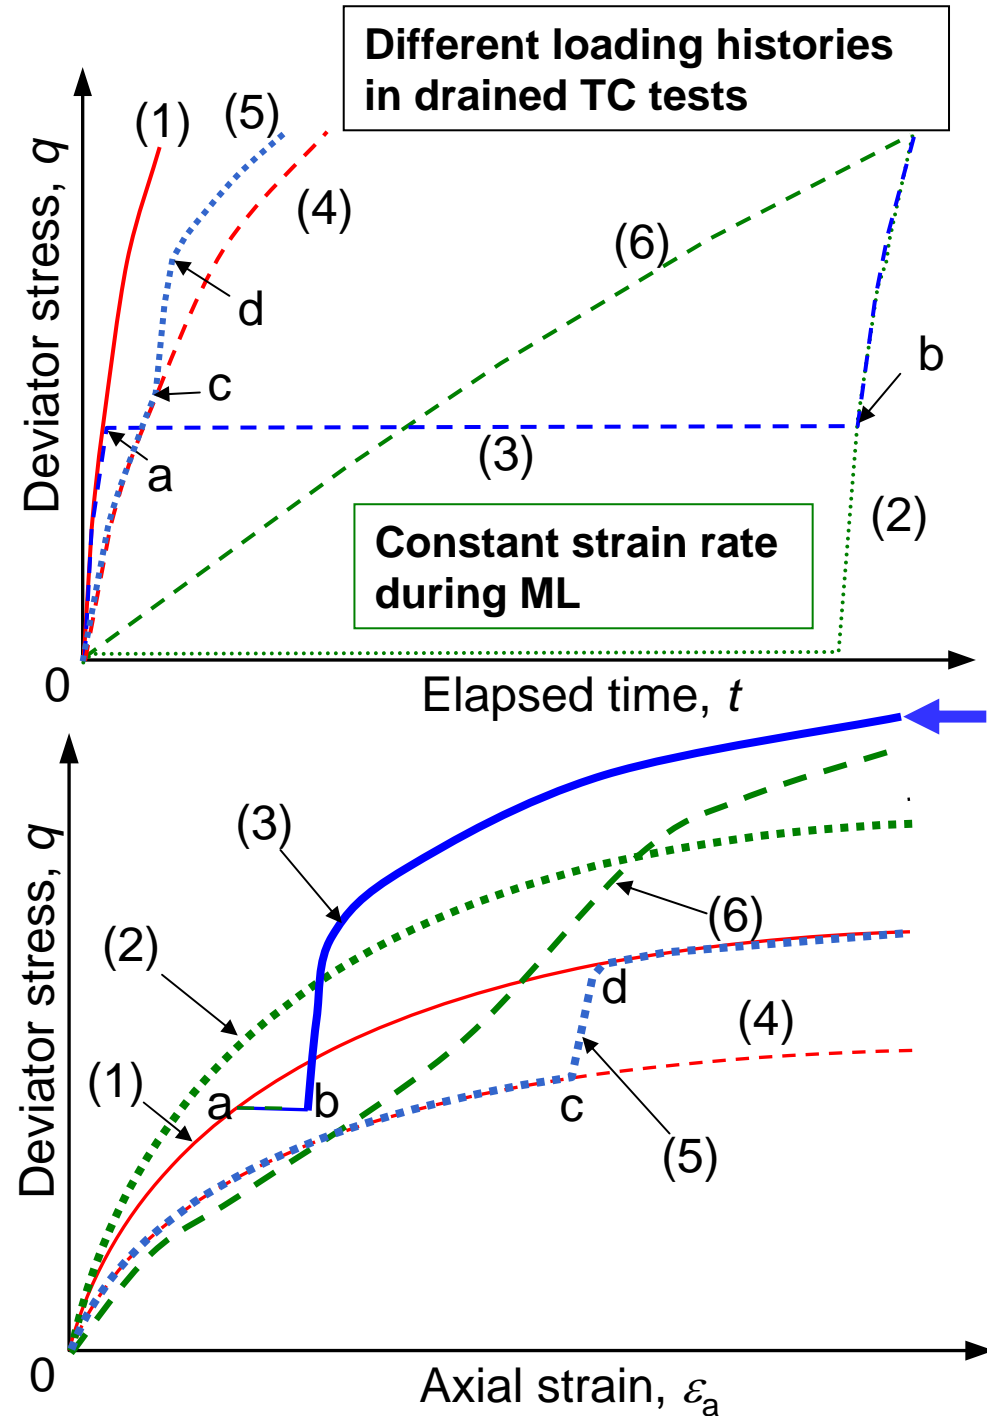 Different loading histories
in drained TC tests
(1)
(5)
(4)
(6)
d
c
b
a
(3)
(2)
Constant strain rate
during ML
Deviator stress, q
0
Elapsed time, t
(3)
(2)
(6)
(1)
d
(4)
a
b
c
(5)
Deviator stress, q
0
Axial strain, εa